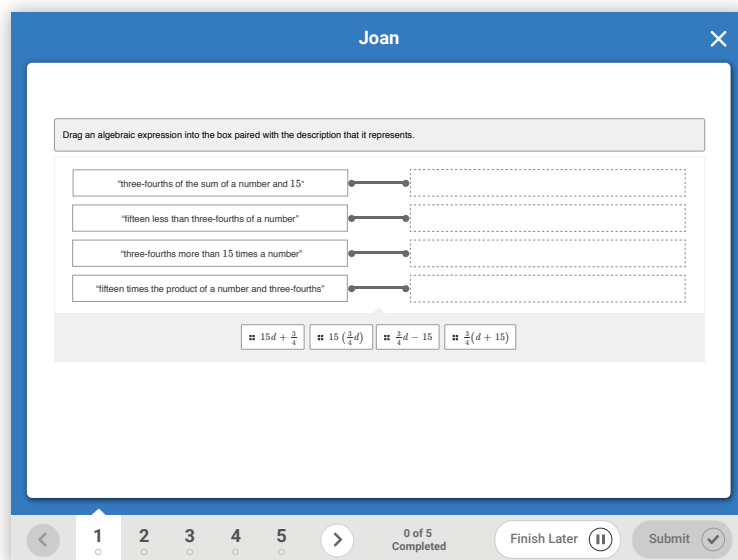 Joan
Drag an algebraic expression into the box paired with the description that it represents.
"three-fourths of the sum of a number and 15"
"fifteen less than three-fourths of a number"
"three-fourths more than 15 times a number"
"fifteen times the product of a number and three-fourths"
15d + 3/4 15 (3/4 d) 3/4 d − 15 3/4 (d + 15)
1 2 3 4 5 0 of 5 Completed Finish Later Submit